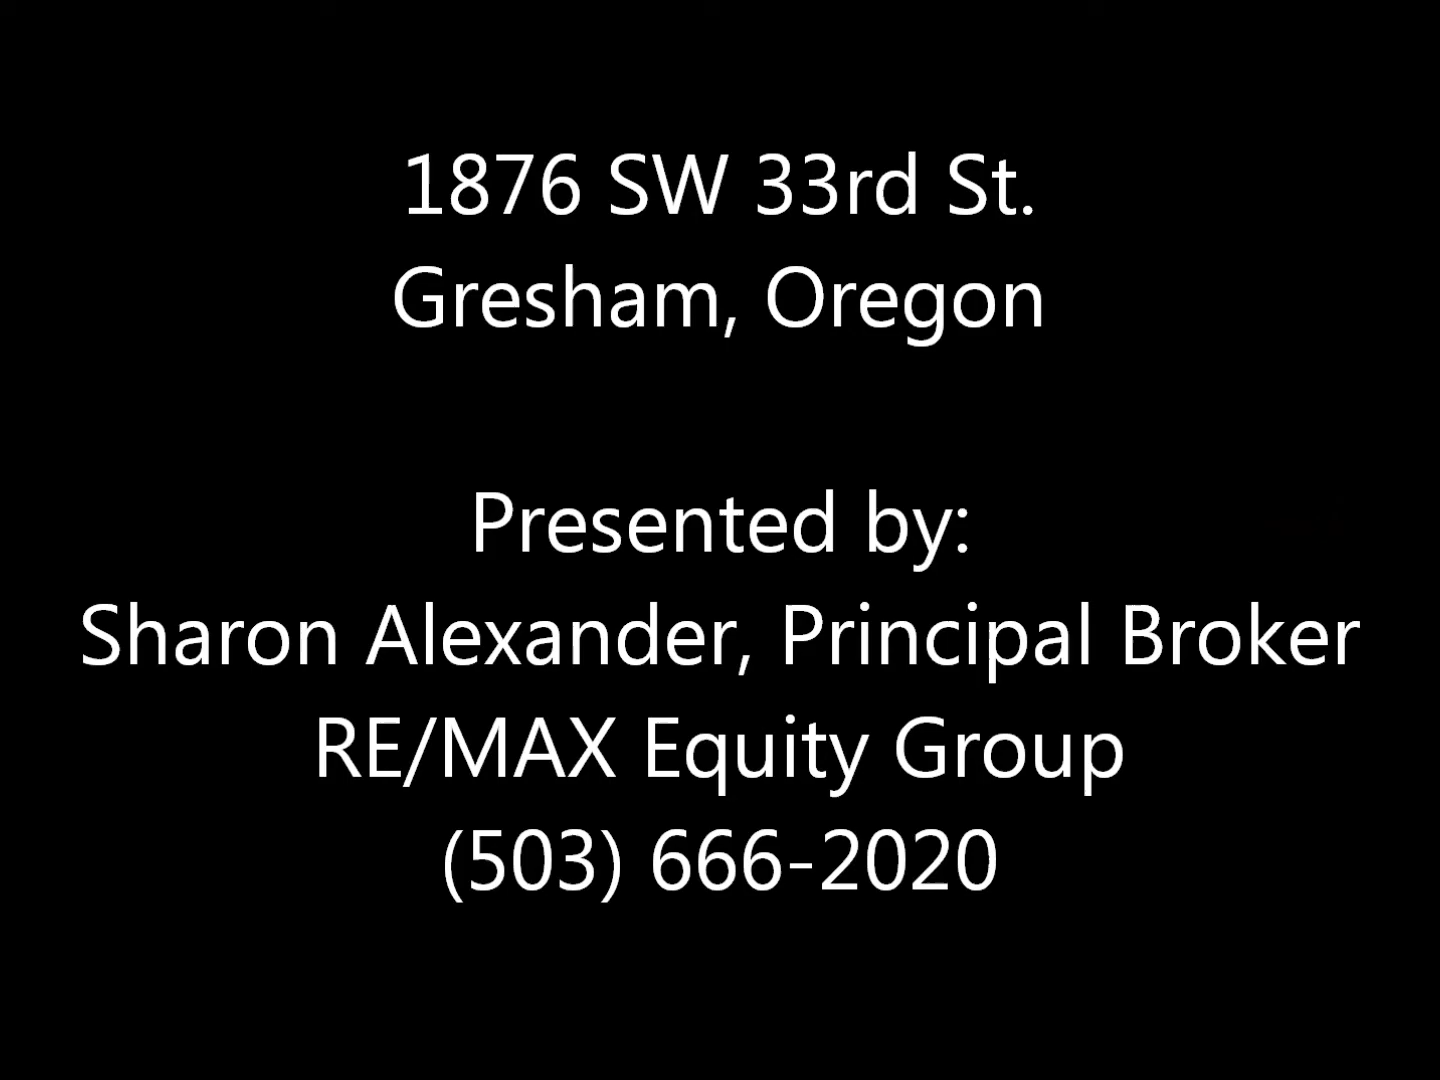 1876 SW 33rd St.
Gresham, Oregon
Presented by:
Sharon Alexander, Principal Broker
RE/MAX Equity Group
(503) 666-2020